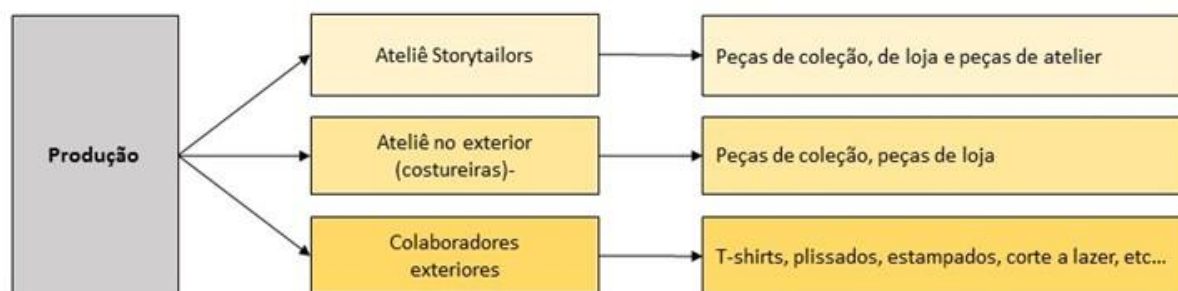 Produção
Ateliê Storytailors
Peças de coleção, de loja e peças de atelier
Ateliê no exterior
(costureiras)-
Peças de coleção, peças de loja
Colaboradores
exteriores
T-shirts, plissados, estampados, corte a lazer, etc...